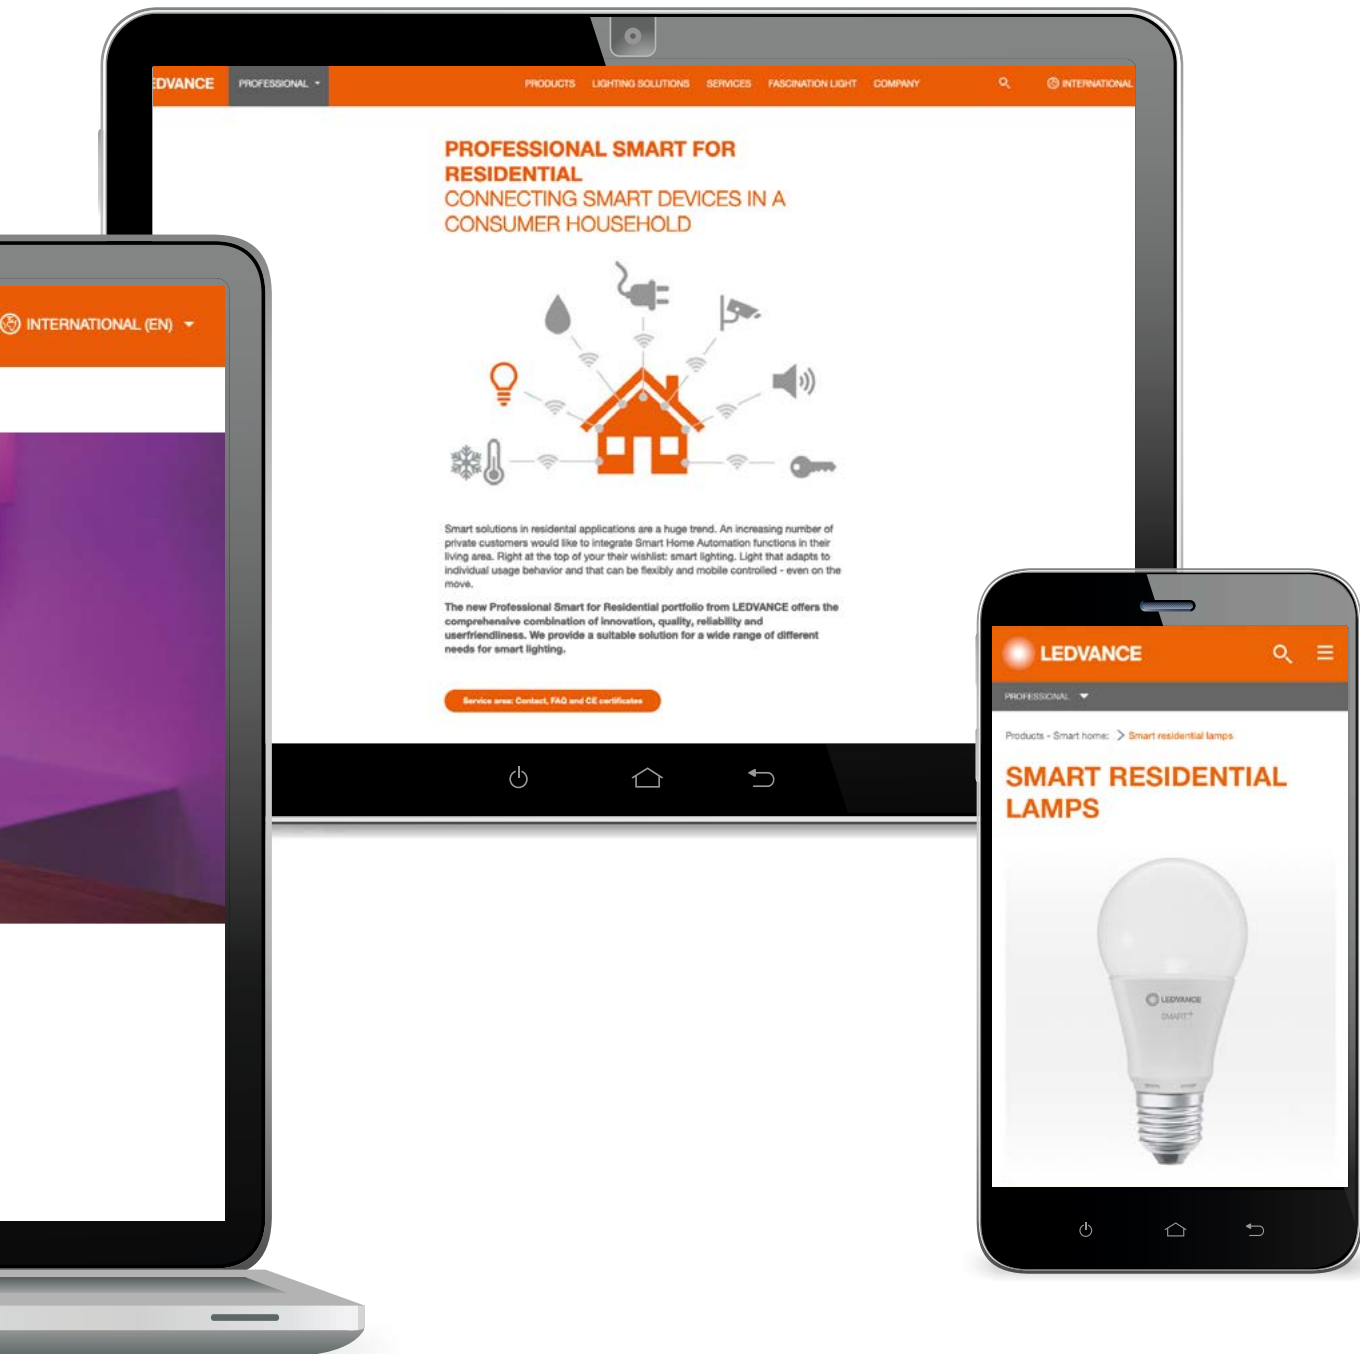 EDVANCE
PROFESSIONAL
PRODUCTS LIGHTING SOLUTIONS SERVICES FASCINATION LIGHT COMPANY
INTERNATIONAL
PROFESSIONAL SMART FOR
RESIDENTIAL
CONNECTING SMART DEVICES IN A
CONSUMER HOUSEHOLD
Smart solutions in residental applications are a huge trend. An increasing number of
private customers would like to integrate Smart Home Automation functions in their
living area. Right at the top of your their wishlist: smart lighting. Light that adapts to
individual usage behavior and that can be flexibly and mobile controlled - even on the
move.
The new Professional Smart for Residential portfolio from LEDVANCE offers the
comprehensive combination of innovation, quality, reliability and
userfriendliness. We provide a suitable solution for a wide range of different
needs for smart lighting.
Service area: Contact, FAQ and CE certificates
INTERNATIONAL (EN)
LEDVANCE
PROFESSIONAL
Products - Smart home: > Smart residential lamps
SMART RESIDENTIAL
LAMPS
LEDVANCE
SMART+